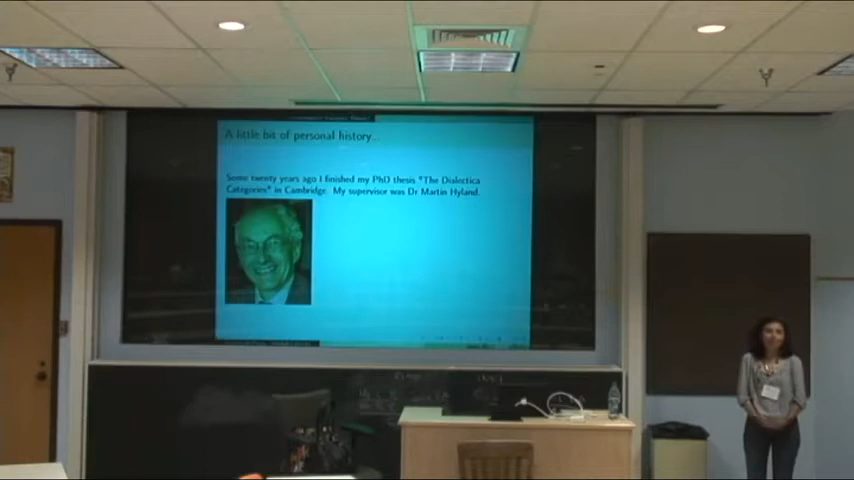 A little bit of personal history...
Some twenty years ago I finished my PhD thesis "The Dialectica
Categories" in Cambridge. My supervisor was Dr Martin Hyland.